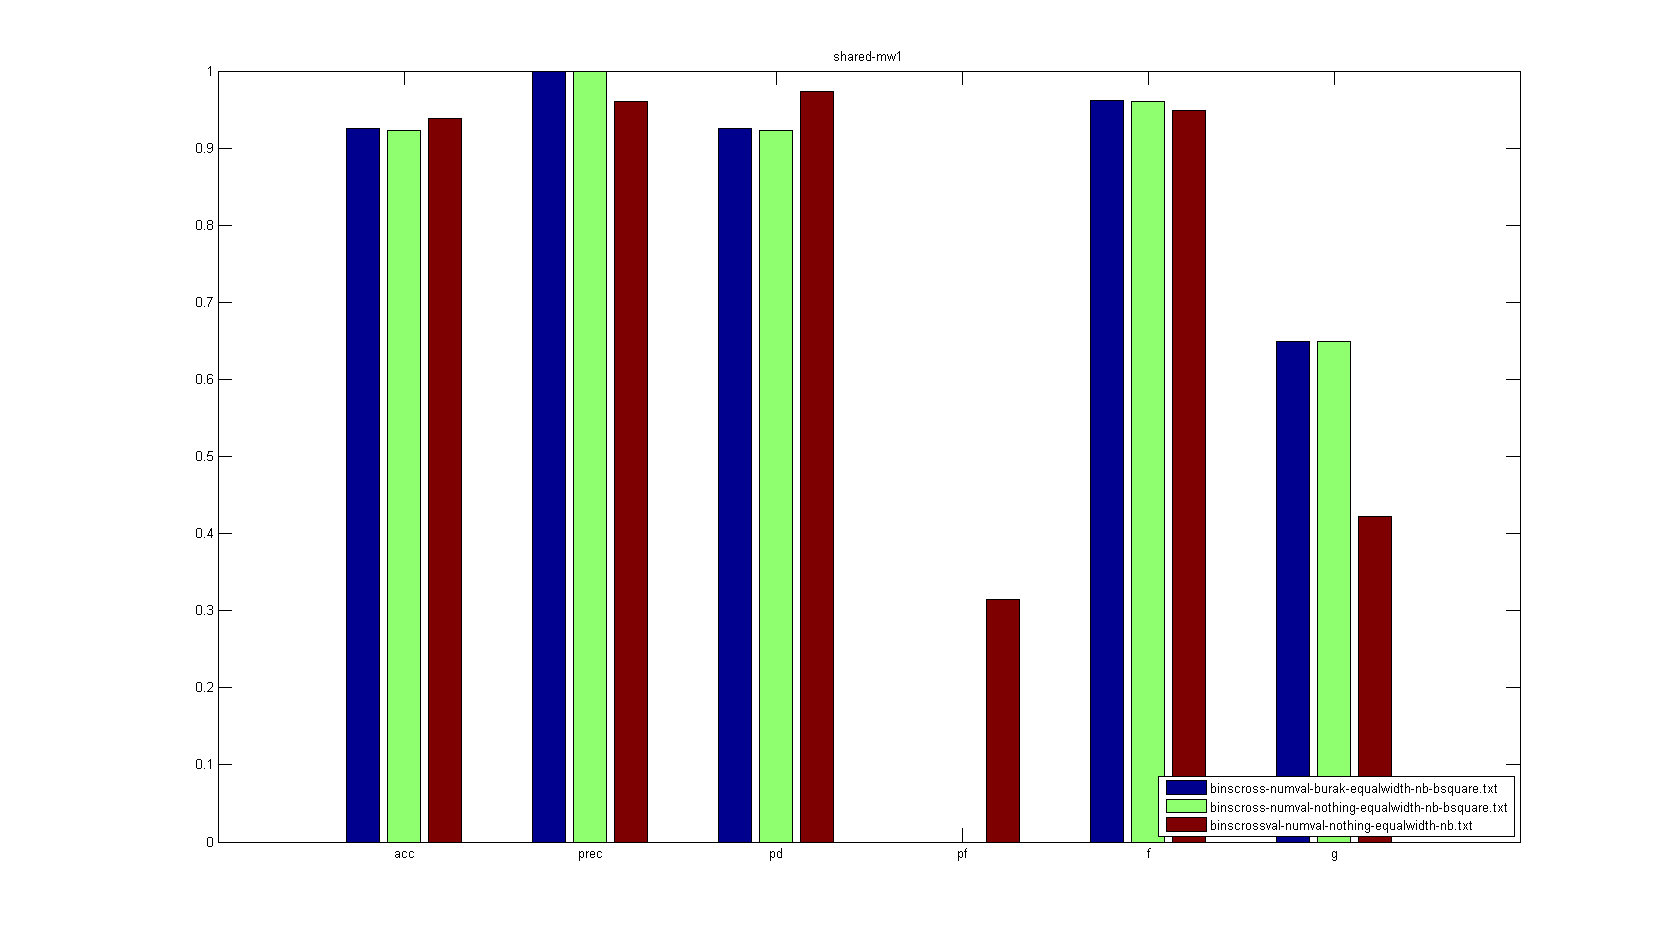 shared-mw1
1
0.9
0.8
0.7
0.6
0.5
0.4
0.3
0.2
0.1
0
acc prec pd pf f g
binscross-numval-burak-equalwidth-nb-bsquare.txt
binscross-numval-nothing-equalwidth-nb-bsquare.txt
binscrossval-numval-nothing-equalwidth-nb.txt